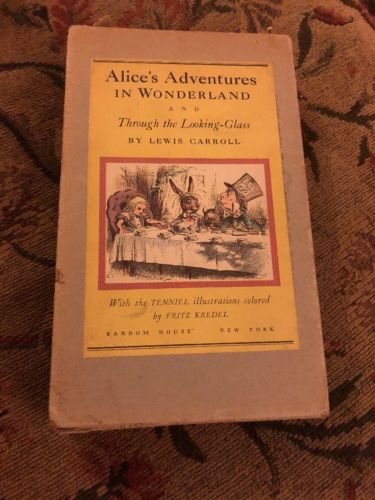 Alice's Adventures
IN WONDERLAND
AND
Through the Looking-Glass
BY LEWIS CARROLL
With the TENNIEL illustrations colored
by FRITZ KREDEL
RANDOM HOUSE NEW YORK